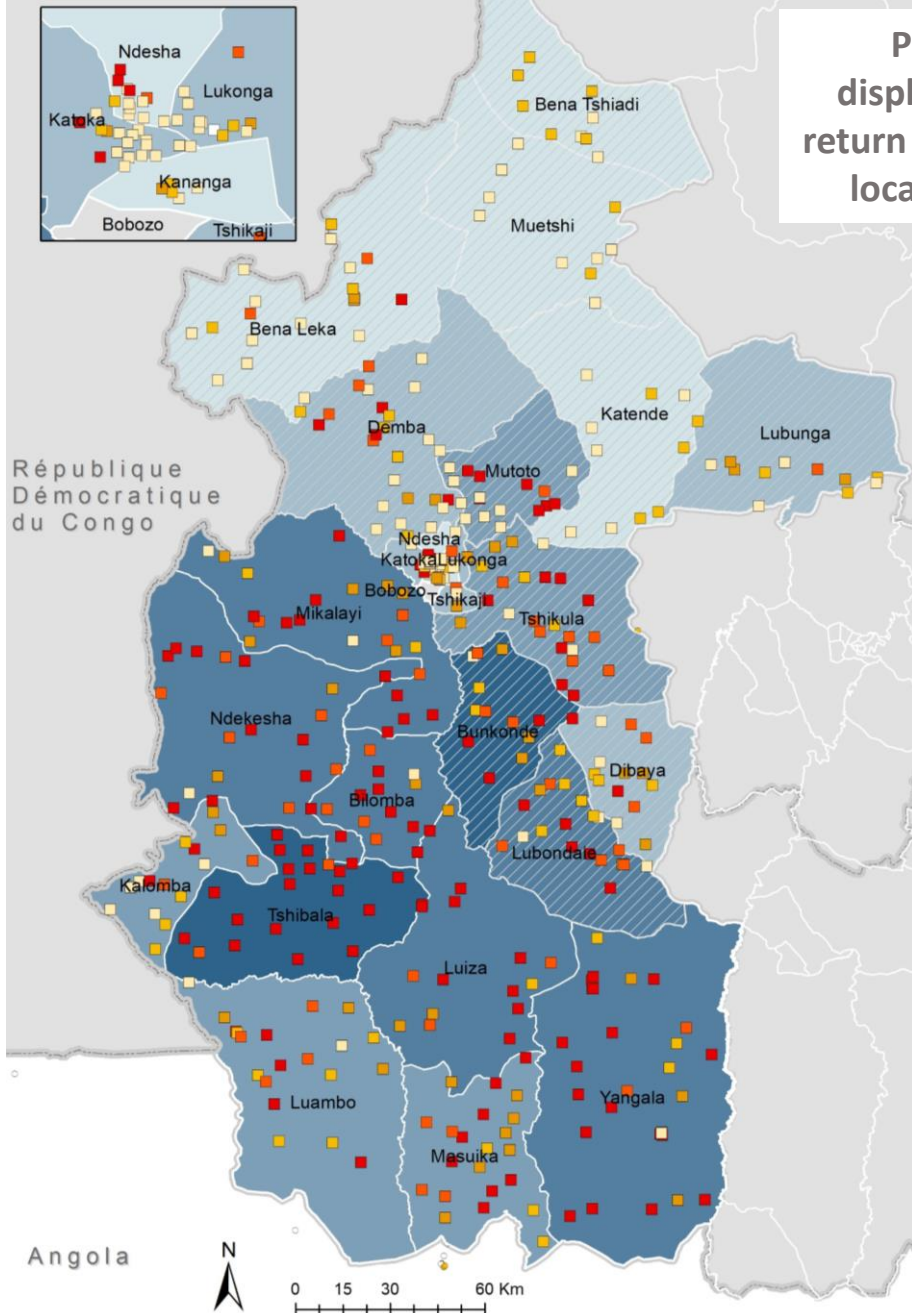 Ndesha
Lukonga
Katoka
Kananga
Bobozo
Tshikaji
displ
return
loca
Bena Tshiadi
Muetshi
Bena Leka
Katende
Demba
Lubunga
Mutoto
République
Démocratique
du Congo
Ndesha
Katoka Lukonga
Bobozo
Tshikaji
Mikalayi
Tshikula
Ndekesha
Bunkonde
Dibaya
Bilomba
Lubondaie
Kalomba
Tshibala
Luiza
Luambo
Yangala
Masuika
Angola
N
0 15 30 60 Km